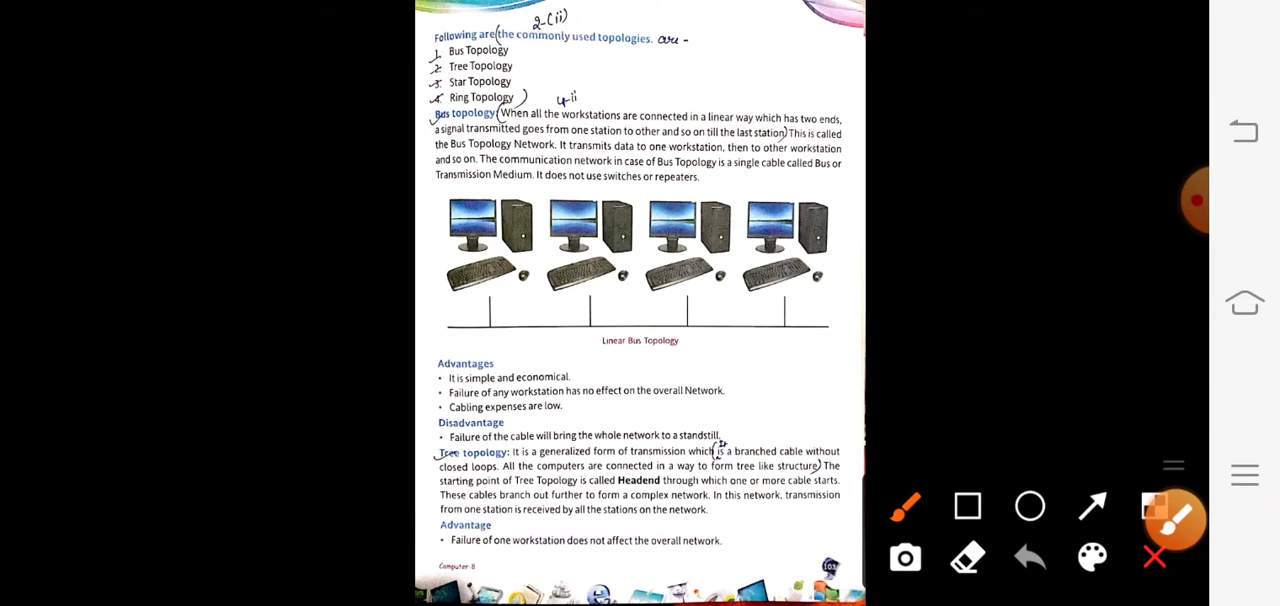 2-(ii)
Following are (the commonly used topologies. are -
1. Bus Topology
2. Tree Topology
3. Star Topology
4. Ring Topology )
4-ii
Bus topology: (When all the workstations are connected in a linear way which has two ends,
a signal transmitted goes from one station to other and so on till the last station) This is called
the Bus Topology Network. It transmits data to one workstation, then to other workstation
and so on. The communication network in case of Bus Topology is a single cable called Bus or
Transmission Medium. It does not use switches or repeaters.
Linear Bus Topology
Advantages
• It is simple and economical.
• Failure of any workstation has no effect on the overall Network.
• Cabling expenses are low.
Disadvantage
• Failure of the cable will bring the whole network to a standstill.
It
Tree topology: It is a generalized form of transmission which (is a branched cable without
closed loops. All the computers are connected in a way to form tree like structure) The
starting point of Tree Topology is called Headend through which one or more cable starts.
These cables branch out further to form a complex network. In this network, transmission
from one station is received by all the stations on the network.
Advantage
• Failure of one workstation does not affect the overall network.
Computer-8
103